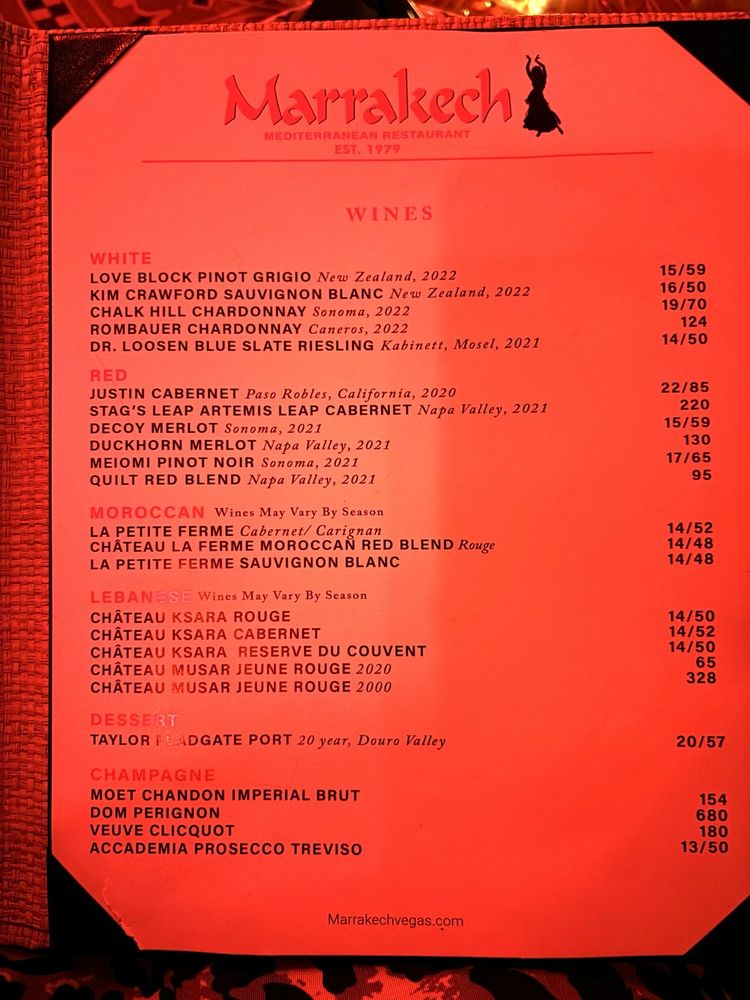 Marrakech
MEDITERRANEAN RESTAURANT
EST. 1979
WINES
WHITE
LOVE BLOCK PINOT GRIGIO New Zealand, 2022 15/59
KIM CRAWFORD SAUVIGNON BLANC New Zealand, 2022 16/50
CHALK HILL CHARDONNAY Sonoma, 2022 19/70
ROMBAUER CHARDONNAY Caneros, 2022 124
DR. LOOSEN BLUE SLATE RIESLING Kabinett, Mosel, 2021 14/50
RED
JUSTIN CABERNET Paso Robles, California, 2020 22/85
STAG'S LEAP ARTEMIS LEAP CABERNET Napa Valley, 2021 220
DECOY MERLOT Sonoma, 2021 15/59
DUCKHORN MERLOT Napa Valley, 2021 130
MEIOMI PINOT NOIR Sonoma, 2021 17/65
QUILT RED BLEND Napa Valley, 2021 95
MOROCCAN Wines May Vary By Season
LA PETITE FERME Cabernet/ Carignan 14/52
CHÂTEAU LA FERME MOROCCAÑ RED BLEND Rouge 14/48
LA PETITE FERME SAUVIGNON BLANC 14/48
LEBANESE Wines May Vary By Season
CHÂTEAU KSARA ROUGE 14/50
CHÂTEAU KSARA CABERNET 14/52
CHÂTEAU KSARA RESERVE DU COUVENT 14/50
CHÂTEAU MUSAR JEUNE ROUGE 2020 65
CHÂTEAU MUSAR JEUNE ROUGE 2000 328
DESSERT
TAYLOR FLADGATE PORT 20 year, Douro Valley 20/57
CHAMPAGNE
MOET CHANDON IMPERIAL BRUT 154
DOM PERIGNON 680
VEUVE CLICQUOT 180
ACCADEMIA PROSECCO TREVISO 13/50
Marrakechvegas.com